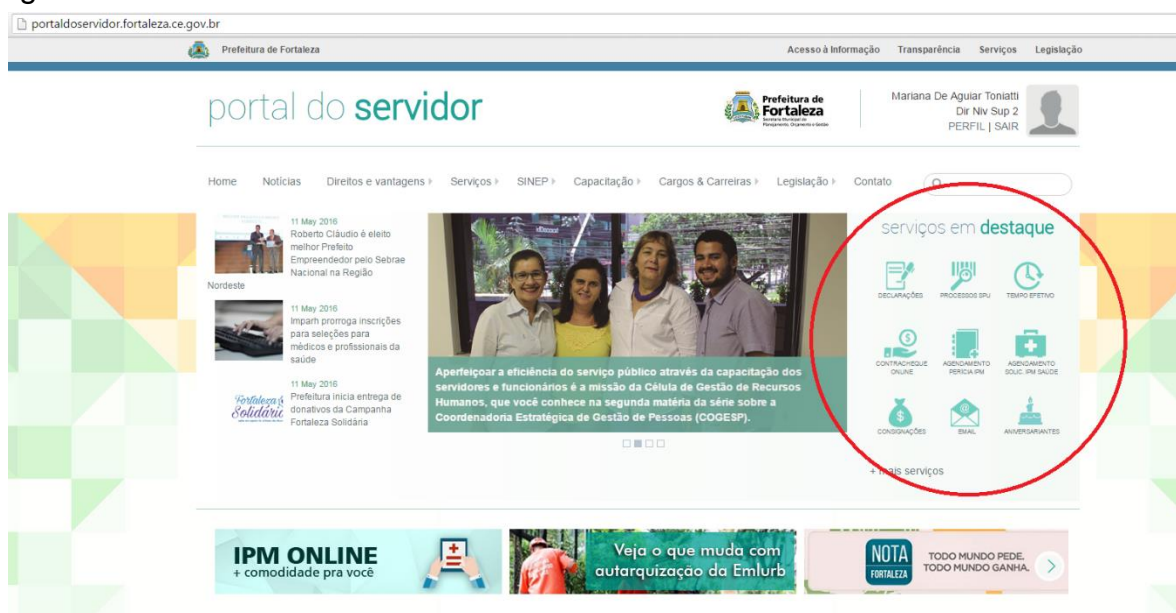 portaldoservidor.fortaleza.ce.gov.br
Prefeitura de Fortaleza
Acesso à Informação Transparência Serviços Legislação
portal do servidor
Prefeitura de
Fortaleza
Secretaria Municipal de
Planejamento, Orçamento e Gestão
Mariana De Aguiar Toniatti
Dir Niv Sup 2
PERFIL | SAIR
Home Notícias Direitos e vantagens Serviços SINEP Capacitação Cargos & Carreiras Legislação Contato
11 May 2016
Roberto Cláudio é eleito
melhor Prefeito
Empreendedor pelo Sebrae
Nacional na Região
Nordeste
11 May 2016
Imparh prorroga inscrições
para seleções para
médicos e profissionais da
saúde
11 May 2016
Prefeitura inicia entrega de
donativos da Campanha
Fortaleza Solidária
Fortaleza
Solidária
Aperfeiçoar a eficiência do serviço público através da capacitação dos
servidores e funcionários é a missão da Célula de Gestão de Recursos
Humanos, que você conhece na segunda matéria da série sobre a
Coordenadoria Estratégica de Gestão de Pessoas (COGESP).
serviços em destaque
DECLARAÇÕES PROCESSOS SPU TEMPO EFETIVO
CONTRACHEQUE
ONLINE
AGENDAMENTO
PERÍCIA IPM
AGENDAMENTO
SOLIC. IPM SAÚDE
CONSIGNAÇÕES EMAIL ANIVERSARIANTES
+ mais serviços
IPM ONLINE
+ comodidade pra você
Veja o que muda com
autarquização da Emlurb
NOTA
FORTALEZA
TODO MUNDO PEDE.
TODO MUNDO GANHA.